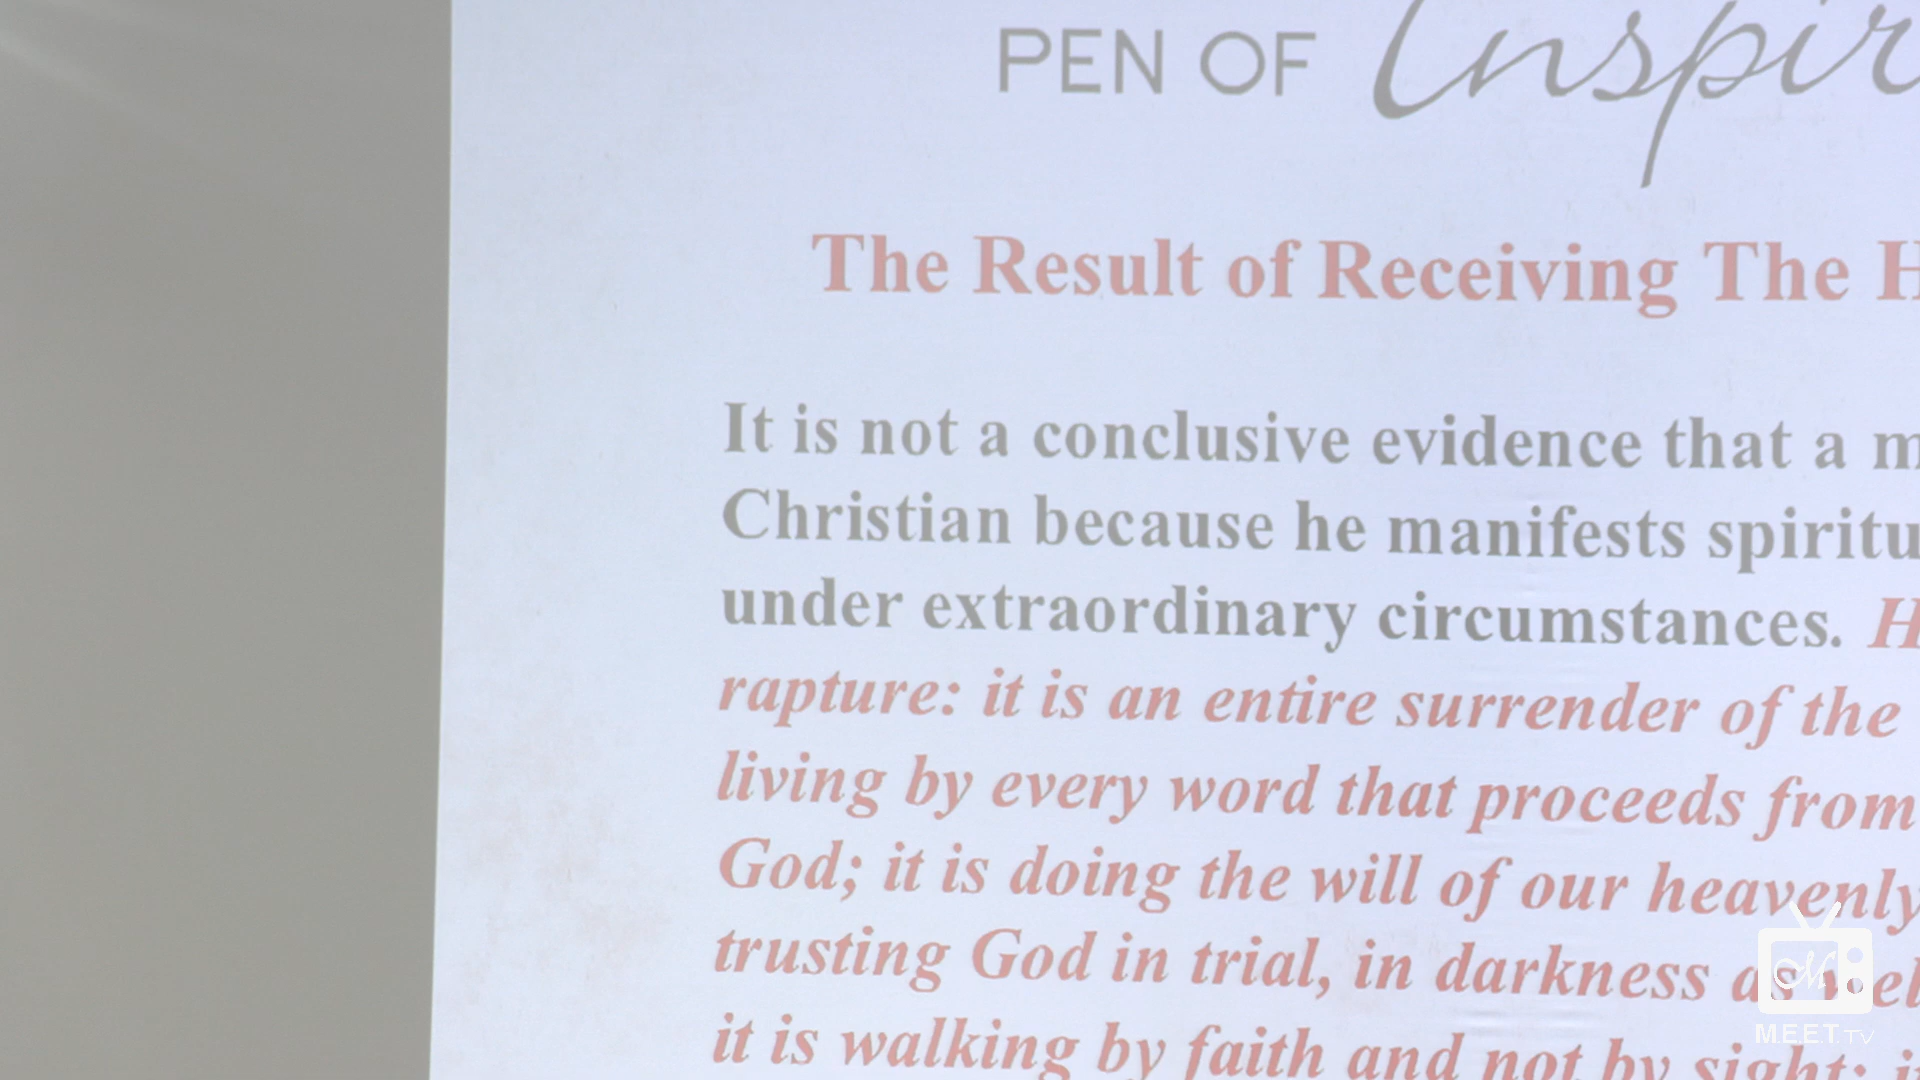 PEN OF Inspir
The Result of Receiving The H
It is not a conclusive evidence that a m
Christian because he manifests spiritu
under extraordinary circumstances. H
rapture: it is an entire surrender of the
living by every word that proceeds from
God; it is doing the will of our heavenly
trusting God in trial, in darkness as wel
it is walking by faith and not by sight; i
M.E.E.T. TV